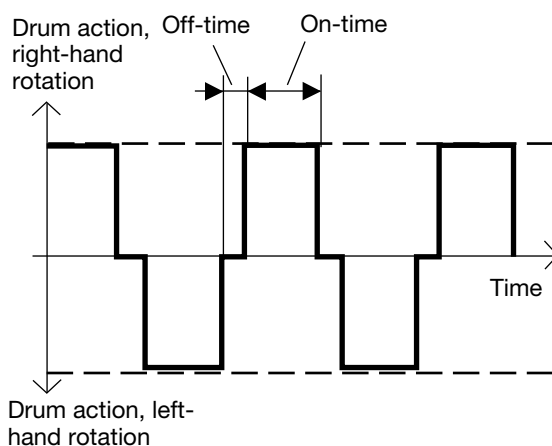 Drum action,
right-hand
rotation
Off-time
On-time
Time
Drum action, left-
hand rotation